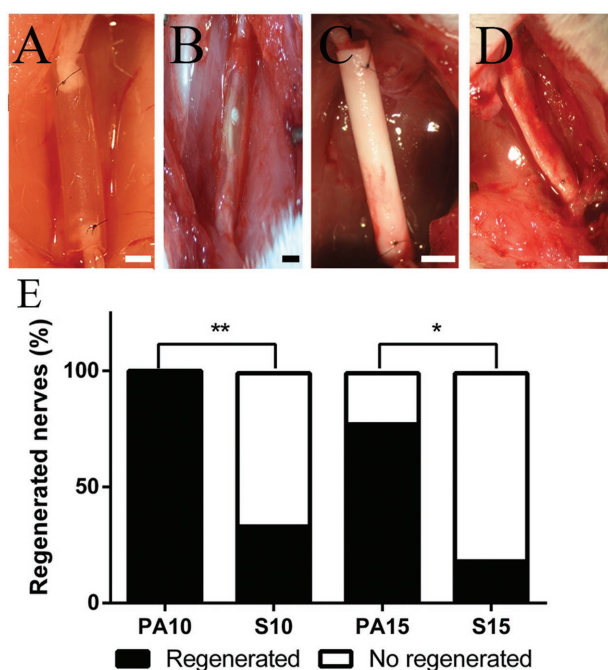 A B C D
E
Regenerated nerves (%)
** *
100
50
0
PA10 S10 PA15 S15
Regenerated No regenerated